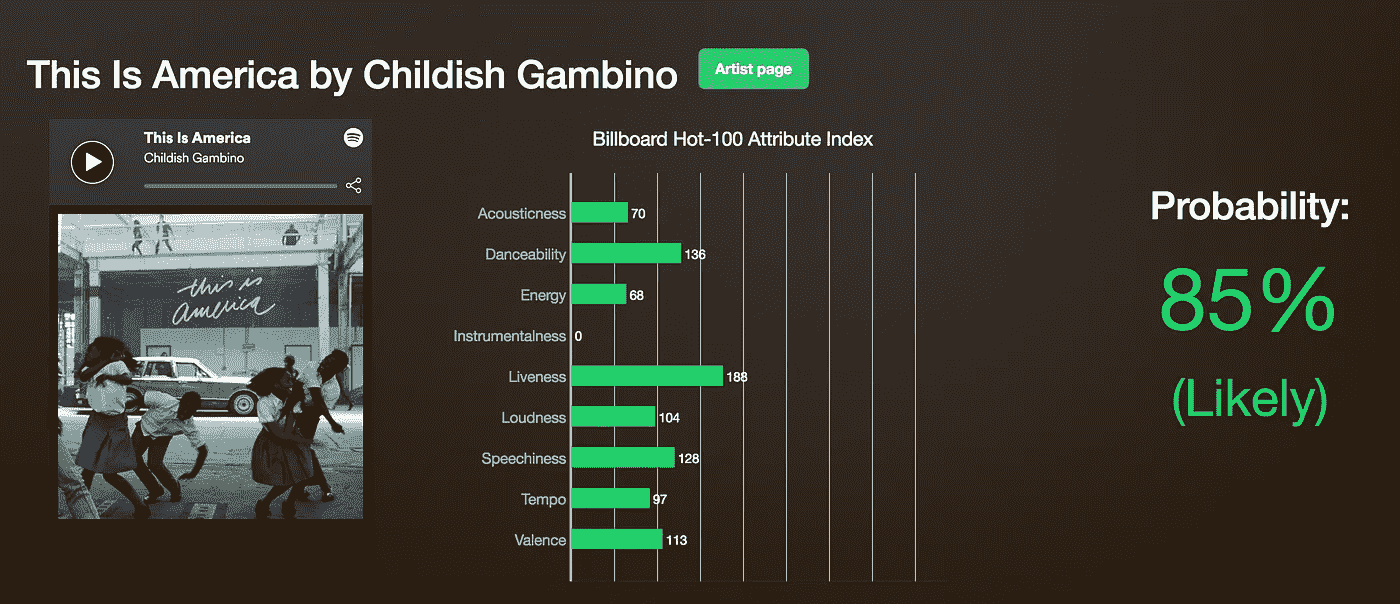 This Is America by Childish Gambino
Artist page
This Is America
Childish Gambino
this is
america
Billboard Hot-100 Attribute Index
Acousticness 70
Danceability 136
Energy 68
Instrumentalness 0
Liveness 188
Loudness 104
Speechiness 128
Tempo 97
Valence 113
Probability:
85%
(Likely)